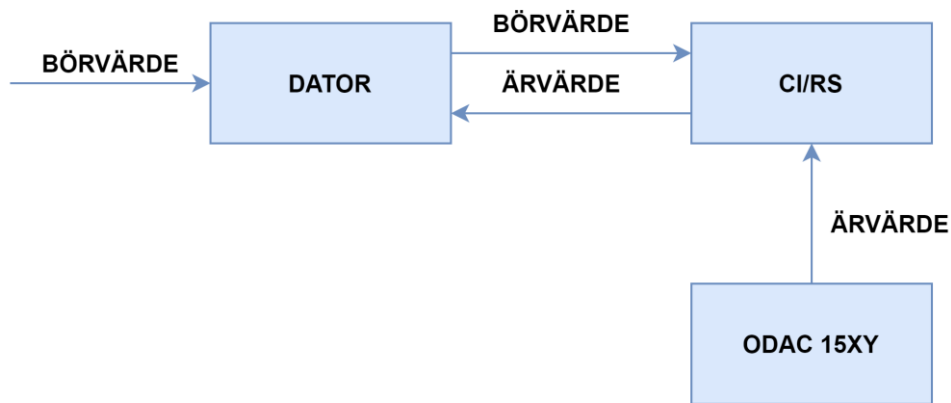 BÖRVÄRDE
BÖRVÄRDE
DATOR
ÄRVÄRDE
CI/RS
ÄRVÄRDE
ODAC 15XY